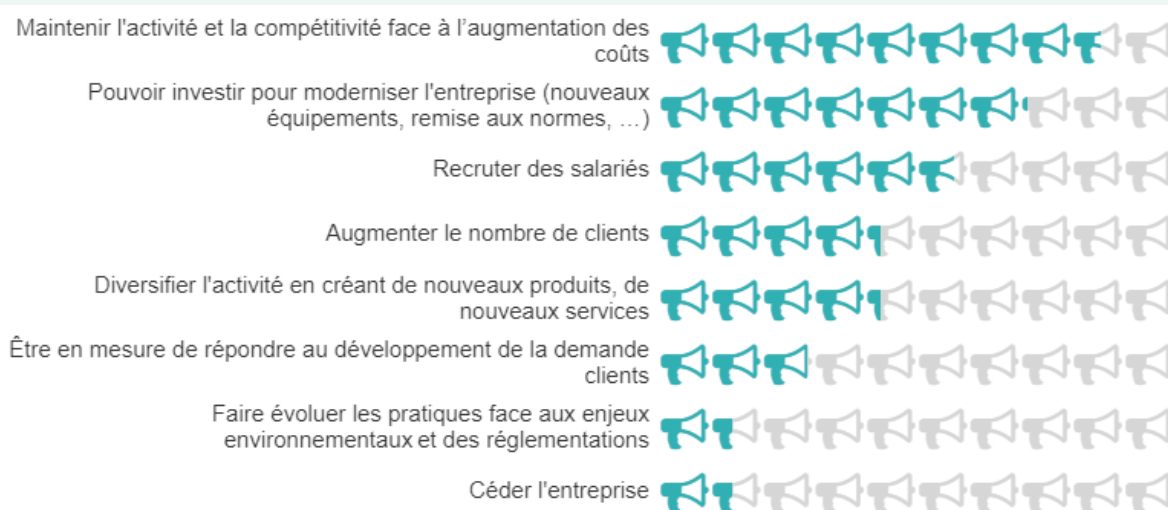 Maintenir l'activité et la compétitivité face à l’augmentation des
coûts
Pouvoir investir pour moderniser l'entreprise (nouveaux
équipements, remise aux normes, …)
Recruter des salariés
Augmenter le nombre de clients
Diversifier l'activité en créant de nouveaux produits, de
nouveaux services
Être en mesure de répondre au développement de la demande
clients
Faire évoluer les pratiques face aux enjeux
environnementaux et des réglementations
Céder l'entreprise